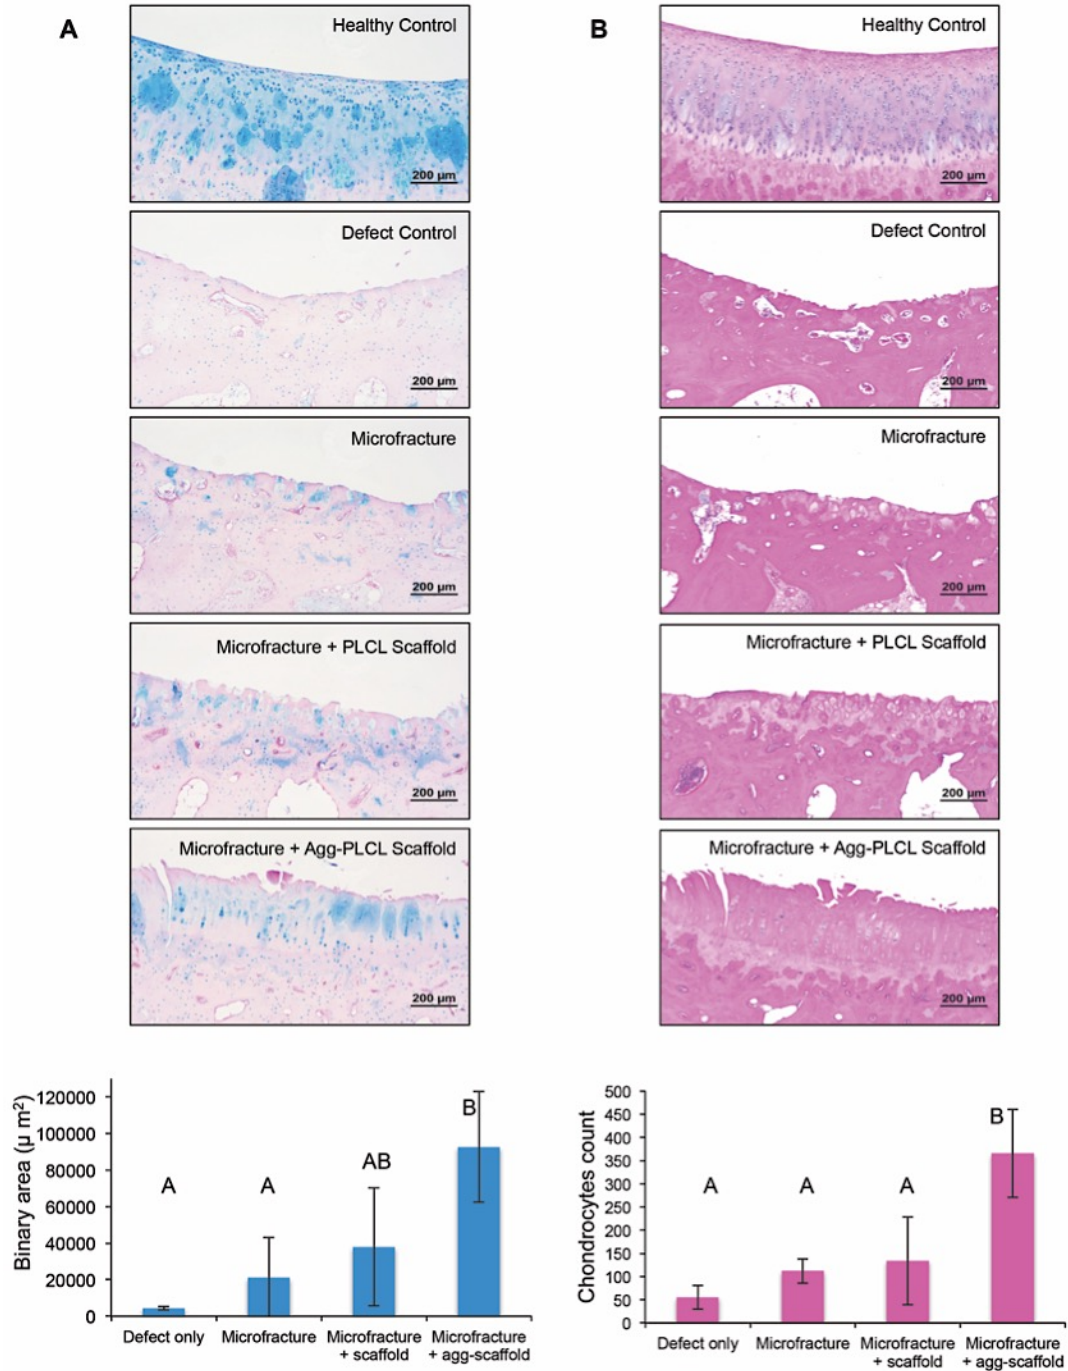 A
Healthy Control
200 µm
Defect Control
200 µm
Microfracture
200 µm
Microfracture + PLCL Scaffold
200 µm
Microfracture + Agg-PLCL Scaffold
200 µm
B
Healthy Control
200 µm
Defect Control
200 µm
Microfracture
200 µm
Microfracture + PLCL Scaffold
200 µm
Microfracture + Agg-PLCL Scaffold
200 µm
Binary area (µ m²)
120000
100000
80000
60000
40000
20000
0
A
A
AB
B
Defect only
Microfracture
Microfracture
+ scaffold
Microfracture
+ agg-scaffold
Chondrocytes count
500
450
400
350
300
250
200
150
100
50
0
A
A
A
B
Defect only
Microfracture
Microfracture
+ scaffold
Microfracture
+ agg-scaffold